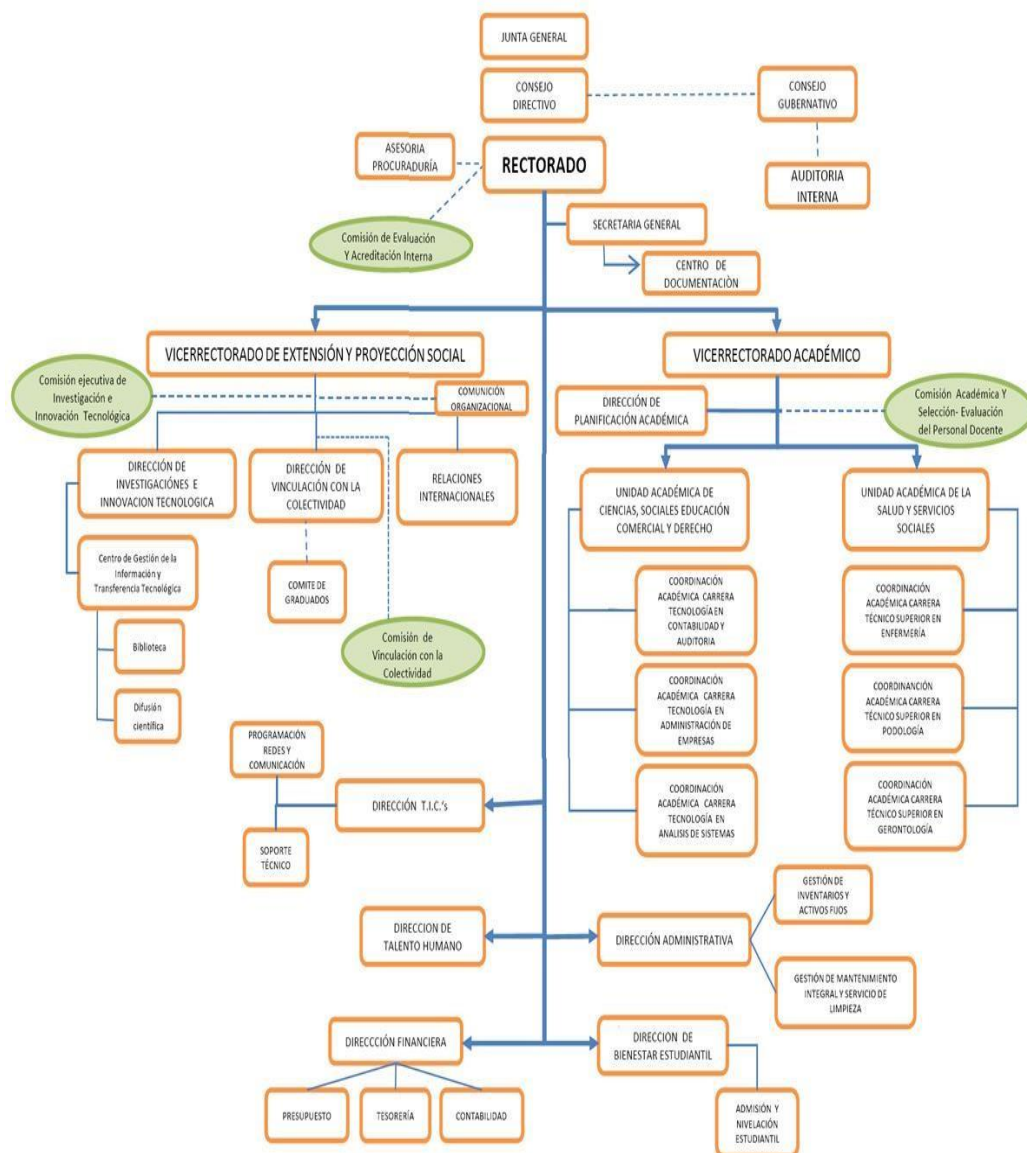 JUNTA GENERAL
CONSEJO
DIRECTIVO
CONSEJO
GUBERNATIVO
ASESORIA
PROCURADURÍA
RECTORADO
AUDITORIA
INTERNA
Comisión de Evaluación
Y Acreditación Interna
SECRETARIA GENERAL
CENTRO DE
DOCUMENTACIÒN
VICERRECTORADO DE EXTENSIÓN Y PROYECCIÓN SOCIAL
VICERRECTORADO ACADÉMICO
Comisión ejecutiva de
Investigación e
Innovación Tecnológica
COMUNICIÓN
ORGANIZACIONAL
DIRECCIÓN DE
PLANIFICACIÓN ACADÉMICA
Comisión Académica Y
Selección- Evaluación
del Personal Docente
DIRECCIÓN DE
INVESTIGACIÓNES E
INNOVACION TECNOLOGICA
DIRECCIÓN DE
VINCULACIÓN CON LA
COLECTIVIDAD
RELACIONES
INTERNACIONALES
UNIDAD ACADÉMICA DE
CIENCIAS, SOCIALES EDUCACIÓN
COMERCIAL Y DERECHO
UNIDAD ACADÉMICA DE LA
SALUD Y SERVICIOS
SOCIALES
Centro de Gestión de la
Información y
Transferencia Tecnológica
COMITE DE
GRADUADOS
Biblioteca
Difusión
científica
Comisión de
Vinculación con la
Colectividad
COORDINACIÓN
ACADÉMICA CARRERA
TECNOLOGÍA EN
CONTABILIDAD Y
AUDITORIA
COORDINACIÓN
ACADÉMICA CARRERA
TÉCNICO SUPERIOR EN
ENFERMERÍA
COORDINACIÓN
ACADÉMICA CARRERA
TECNOLOGÍA EN
ADMINISTRACIÓN DE
EMPRESAS
COORDINANCIÓN
ACADÉMICA CARRERA
TÉCNICO SUPERIOR EN
PODOLOGÍA
COORDINACIÓN
ACADÉMICA CARRERA
TECNOLOGÍA EN
ANALISIS DE SISTEMAS
COORDINACIÓN
ACADÉMICA CARRERA
TÉCNICO SUPERIOR EN
GERONTOLOGÍA
PROGRAMACIÓN
REDES Y
COMUNICACIÓN
DIRECCIÓN T.I.C.'s
SOPORTE
TÉCNICO
DIRECCION DE
TALENTO HUMANO
DIRECCIÓN ADMINISTRATIVA
GESTIÓN DE
INVENTARIOS Y
ACTIVOS FIJOS
GESTIÓN DE MANTENIMIENTO
INTEGRAL Y SERVICIO DE
LIMPIEZA
DIRECCCIÓN FINANCIERA
DIRECCION DE
BIENESTAR ESTUDIANTIL
PRESUPUESTO
TESORERÍA
CONTABILIDAD
ADMISIÓN Y
NIVELACIÓN
ESTUDIANTIL